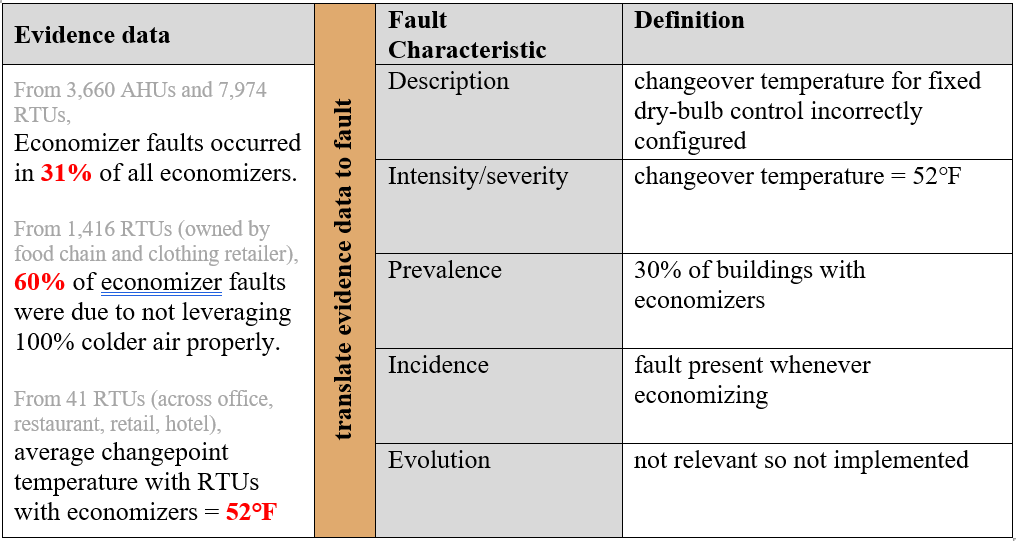 Evidence data
From 3,660 AHUs and 7,974
RTUs,
Economizer faults occurred
in 31% of all economizers.
From 1,416 RTUs (owned by
food chain and clothing retailer),
60% of economizer faults
were due to not leveraging
100% colder air properly.
From 41 RTUs (across office,
restaurant, retail, hotel),
average changepoint
temperature with RTUs
with economizers = 52°F
translate evidence data to fault
Fault
Characteristic
Definition
Description
changeover temperature for fixed
dry-bulb control incorrectly
configured
Intensity/severity
changeover temperature = 52°F
Prevalence
30% of buildings with
economizers
Incidence
fault present whenever
economizing
Evolution
not relevant so not implemented